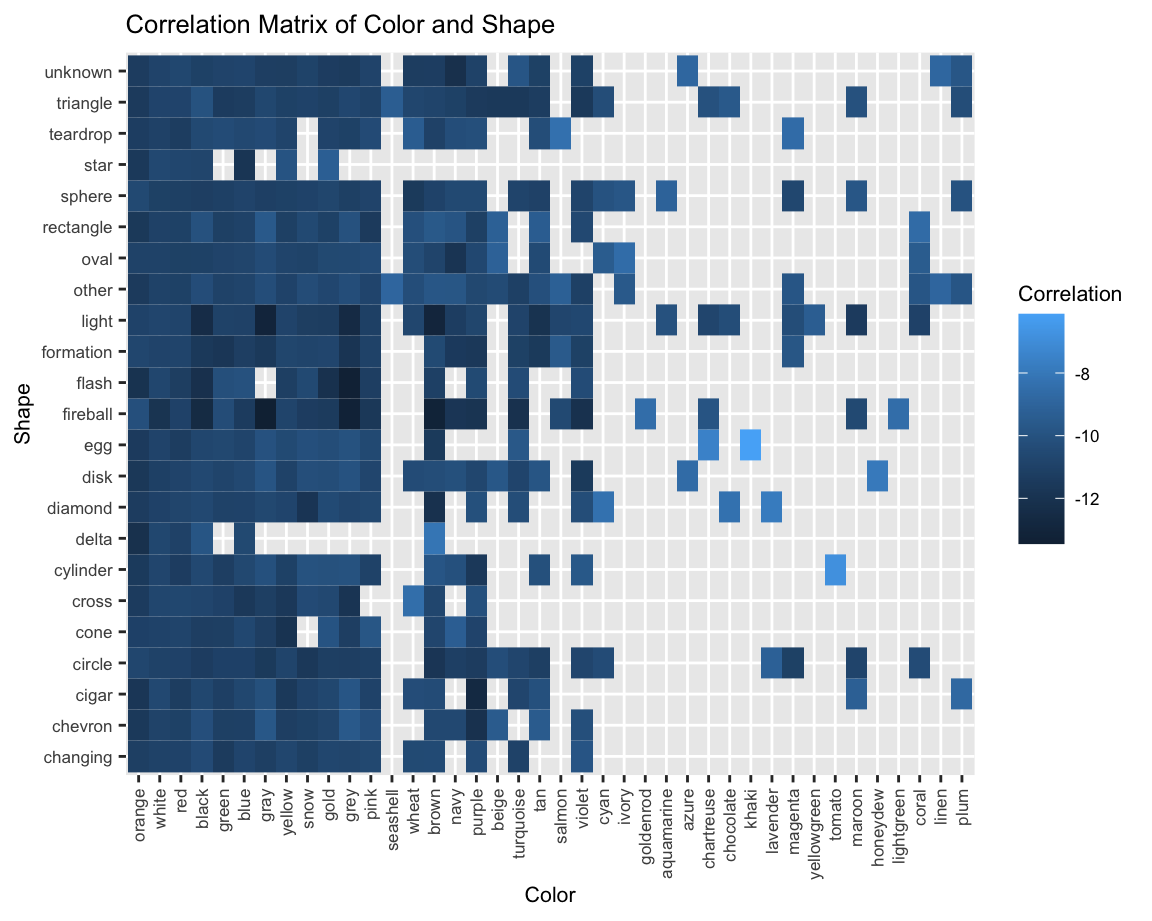 Correlation Matrix of Color and Shape
unknown
triangle
teardrop
star
sphere
rectangle
oval
other
light
formation
flash
fireball
egg
disk
diamond
delta
cylinder
cross
cone
circle
cigar
chevron
changing
Shape
orange
white
red
black
green
blue
gray
yellow
snow
gold
grey
pink
seashell
wheat
brown
navy
purple
beige
turquoise
tan
salmon
violet
cyan
ivory
goldenrod
aquamarine
azure
chartreuse
chocolate
khaki
lavender
magenta
yellowgreen
tomato
maroon
honeydew
lightgreen
coral
linen
plum
Color
Correlation
-8
-10
-12